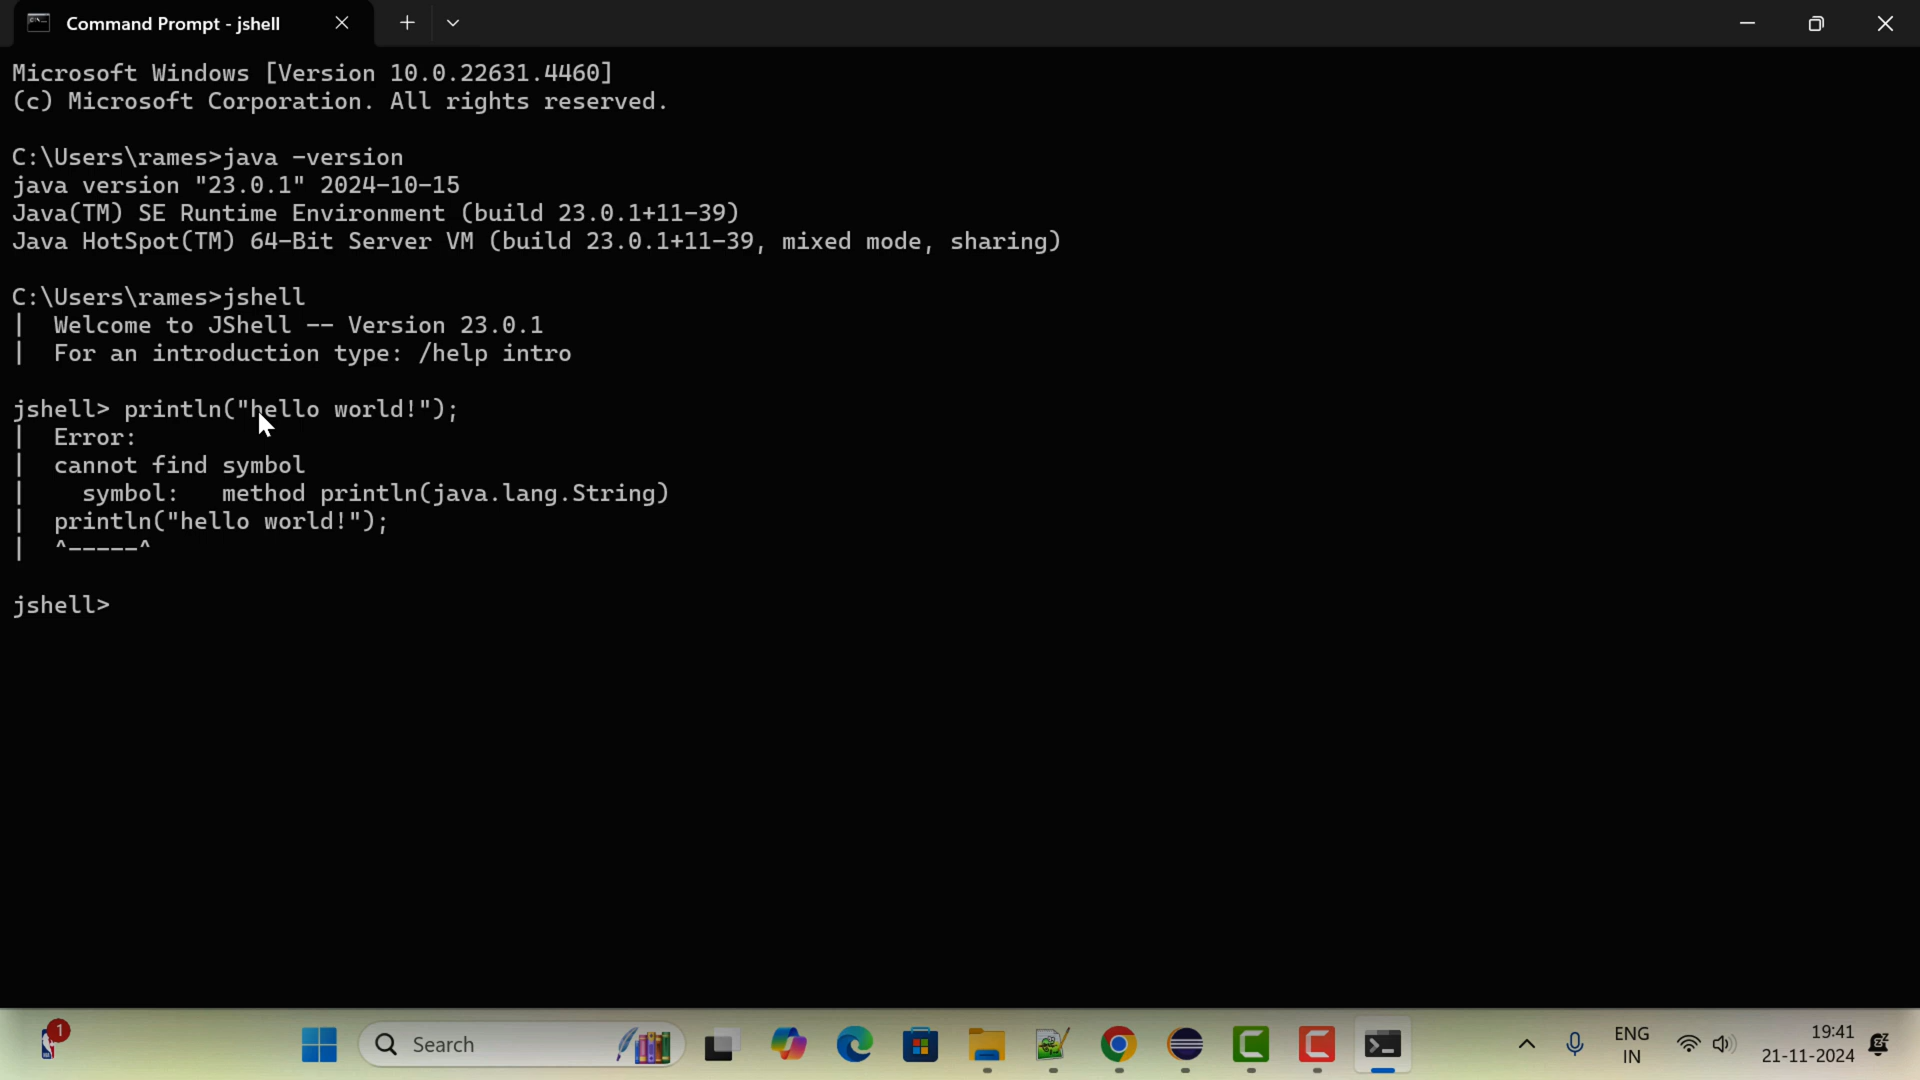 Command Prompt - jshell
Microsoft Windows [Version 10.0.22631.4460]
(c) Microsoft Corporation. All rights reserved.
C:\Users\rames>java -version
java version "23.0.1" 2024-10-15
Java(TM) SE Runtime Environment (build 23.0.1+11-39)
Java HotSpot(TM) 64-Bit Server VM (build 23.0.1+11-39, mixed mode, sharing)
C:\Users\rames>jshell
|  Welcome to JShell -- Version 23.0.1
|  For an introduction type: /help intro
jshell> println("hello world!");
|  Error:
|  cannot find symbol
|    symbol:   method println(java.lang.String)
|  println("hello world!");
|  ^-----^
jshell>
1
Search
ENG
IN
19:41
21-11-2024